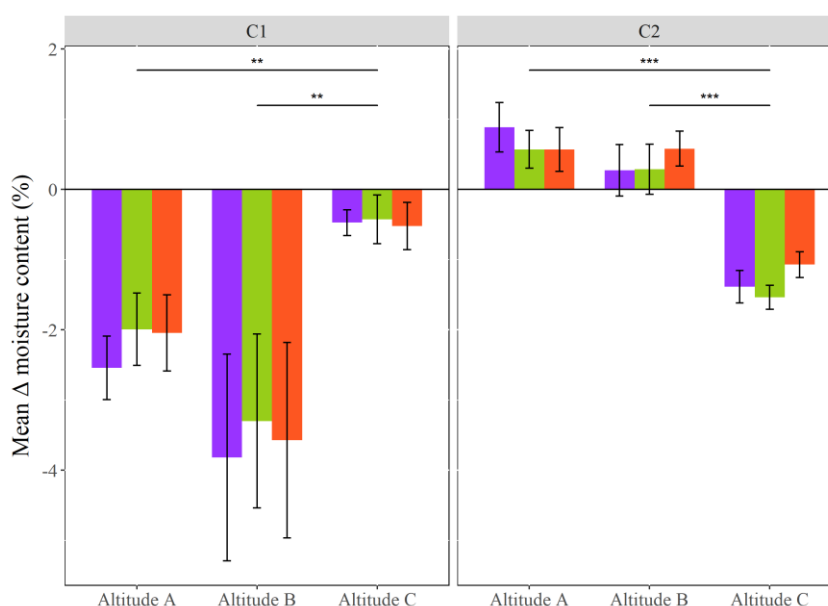 C1
C2
Mean Δ moisture content (%)
2
0
-2
-4
**
**
***
***
Altitude A
Altitude B
Altitude C
Altitude A
Altitude B
Altitude C